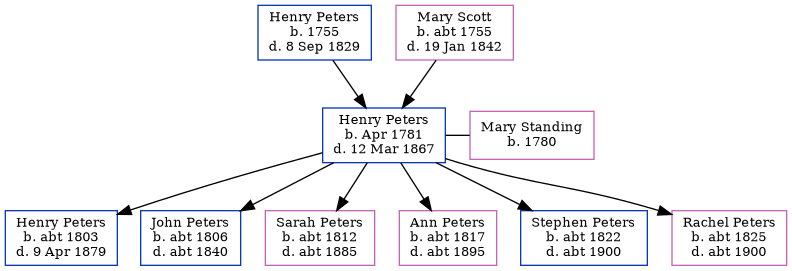 Henry Peters
b. 1755
d. 8 Sep 1829
Mary Scott
b. abt 1755
d. 19 Jan 1842
Henry Peters
b. Apr 1781
d. 12 Mar 1867
Mary Standing
b. 1780
Henry Peters
b. abt 1803
d. 9 Apr 1879
John Peters
b. abt 1806
d. abt 1840
Sarah Peters
b. abt 1812
d. abt 1885
Ann Peters
b. abt 1817
d. abt 1895
Stephen Peters
b. abt 1822
d. abt 1900
Rachel Peters
b. abt 1825
d. abt 1900